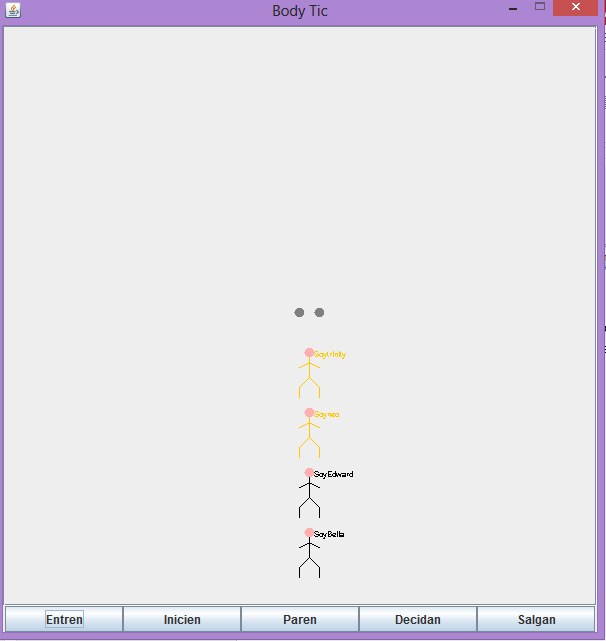 Body Tic
Soytrinity
Soyneo
SoyEdward
SoyBella
Entren Inicien Paren Decidan Salgan